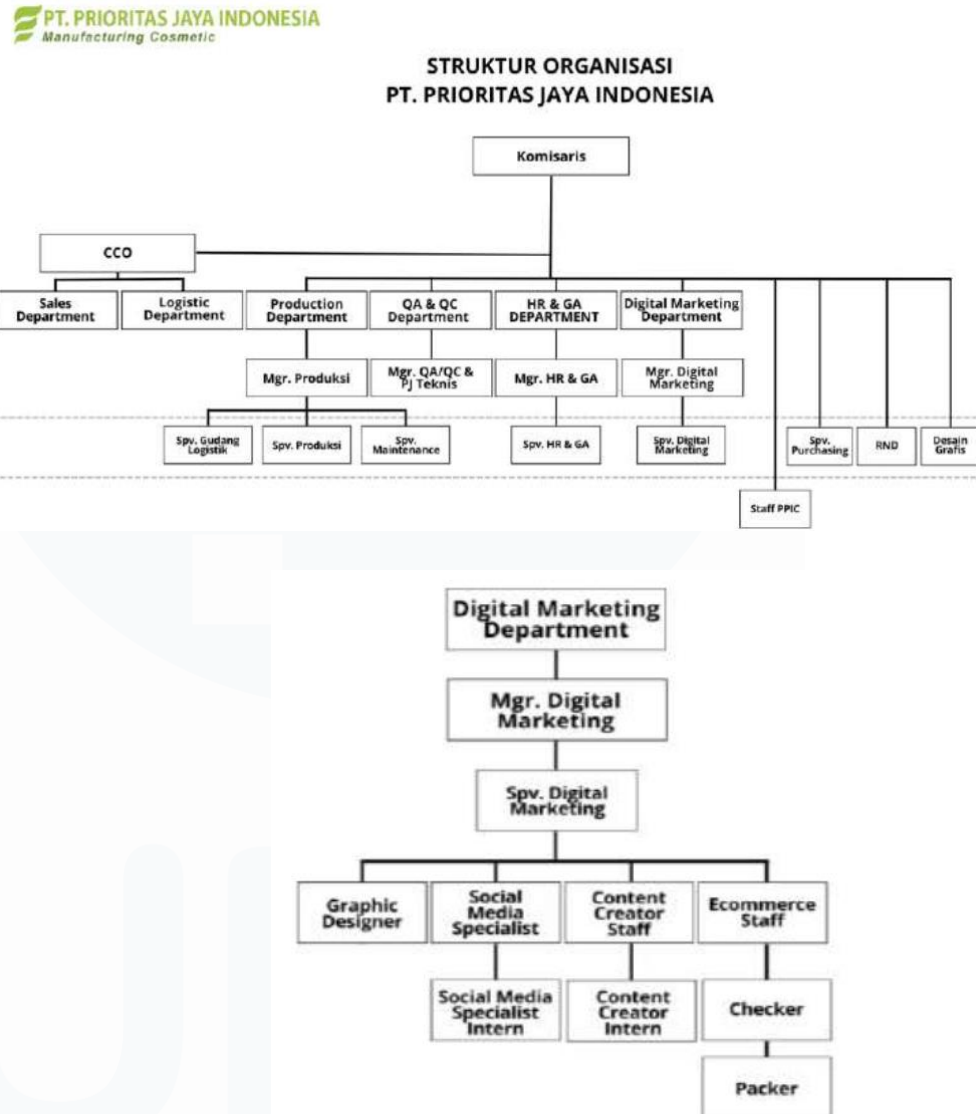 PT. PRIORITAS JAYA INDONESIA
Manufacturing Cosmetic
STRUKTUR ORGANISASI
PT. PRIORITAS JAYA INDONESIA
Komisaris
CCO
Sales
Department
Logistic
Department
Production
Department
QA & QC
Department
HR & GA
DEPARTMENT
Digital Marketing
Department
Mgr. Produksi
Mgr. QA/QC &
PJ Teknis
Mgr. HR & GA
Mgr. Digital
Marketing
Spv. Gudang
Logistik
Spv. Produksi
Spv.
Maintenance
Spv. HR & GA
Spv. Digital
Marketing
Spv.
Purchasing
RND
Desain
Grafis
Staff PPIC
Digital Marketing
Department
Mgr. Digital
Marketing
Spv. Digital
Marketing
Graphic
Designer
Social
Media
Specialist
Content
Creator
Staff
Ecommerce
Staff
Social Media
Specialist
Intern
Content
Creator
Intern
Checker
Packer